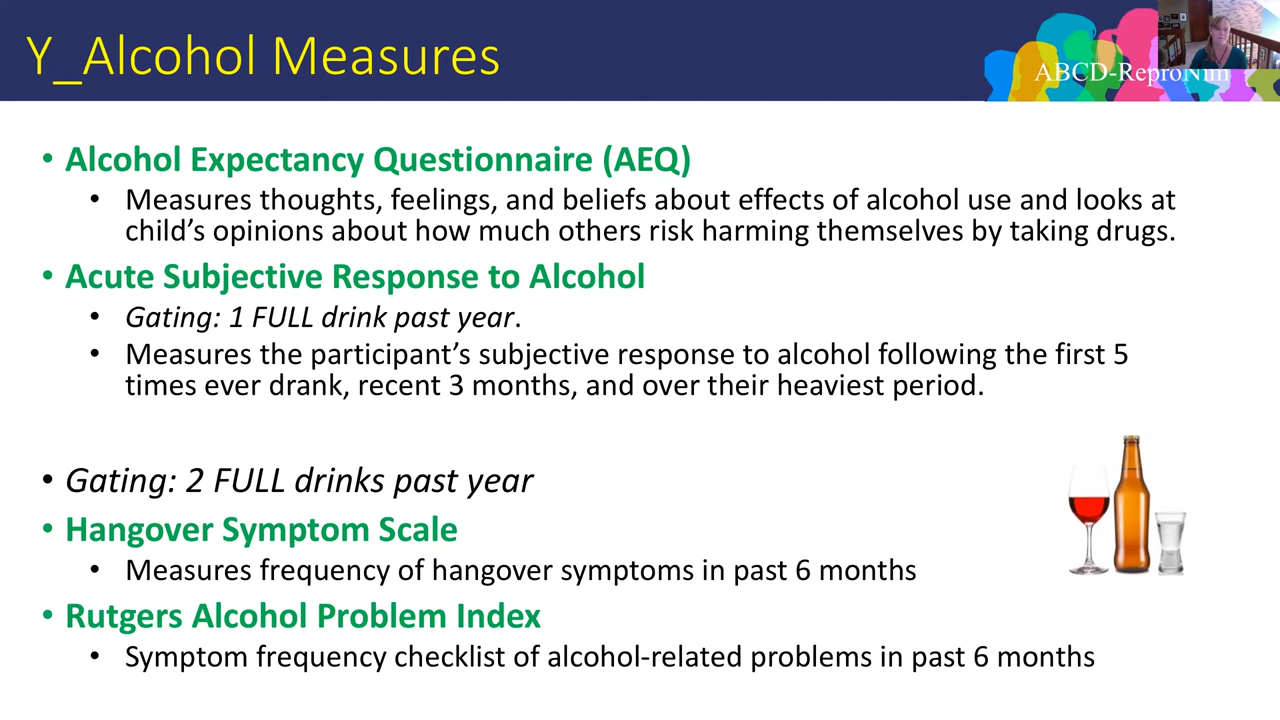 Y_Alcohol Measures
ABCD-ReproNim
• Alcohol Expectancy Questionnaire (AEQ)
• Measures thoughts, feelings, and beliefs about effects of alcohol use and looks at
child’s opinions about how much others risk harming themselves by taking drugs.
• Acute Subjective Response to Alcohol
• Gating: 1 FULL drink past year.
• Measures the participant’s subjective response to alcohol following the first 5
times ever drank, recent 3 months, and over their heaviest period.
• Gating: 2 FULL drinks past year
• Hangover Symptom Scale
• Measures frequency of hangover symptoms in past 6 months
• Rutgers Alcohol Problem Index
• Symptom frequency checklist of alcohol-related problems in past 6 months